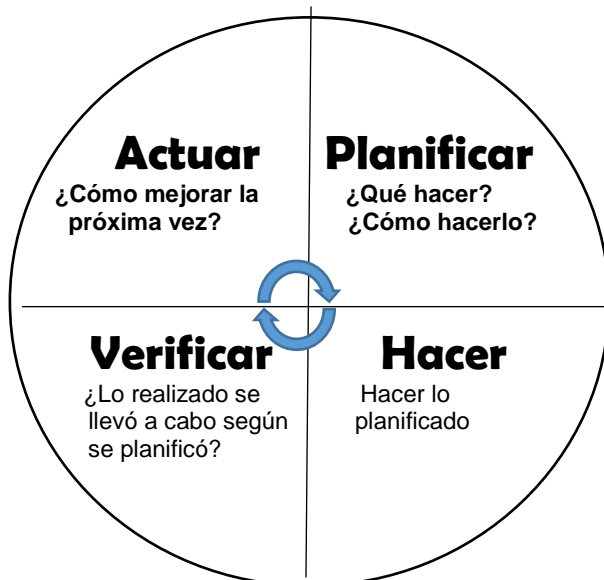 Actuar
¿Cómo mejorar la
próxima vez?
Planificar
¿Qué hacer?
¿Cómo hacerlo?
Verificar
¿Lo realizado se
llevó a cabo según
se planificó?
Hacer
Hacer lo
planificado